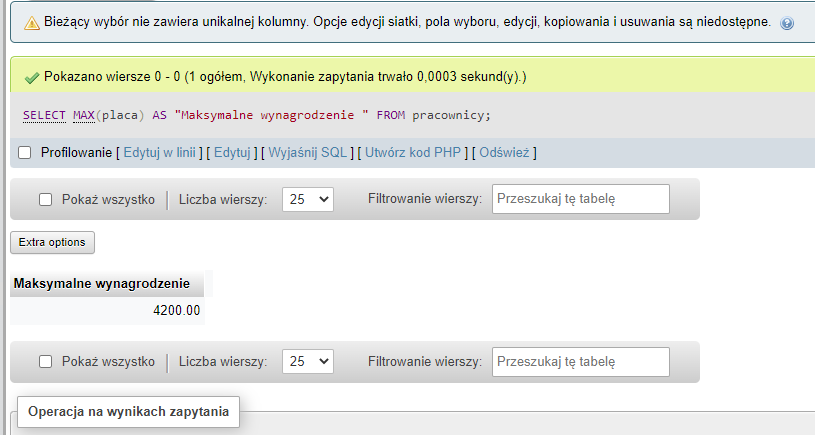 Bieżący wybór nie zawiera unikalnej kolumny. Opcje edycji siatki, pola wyboru, edycji, kopiowania i usuwania są niedostępne.
Pokazano wiersze 0 - 0 (1 ogółem, Wykonanie zapytania trwało 0,0003 sekund(y).)
SELECT MAX(placa) AS "Maksymalne wynagrodzenie " FROM pracownicy;
Profilowanie [ Edytuj w linii ] [ Edytuj ] [ Wyjaśnij SQL ] [ Utwórz kod PHP ] [ Odśwież ]
Pokaż wszystko | Liczba wierszy: 25 Filtrowanie wierszy: Przeszukaj tę tabelę
Extra options
Maksymalne wynagrodzenie
4200.00
Pokaż wszystko | Liczba wierszy: 25 Filtrowanie wierszy: Przeszukaj tę tabelę
Operacja na wynikach zapytania